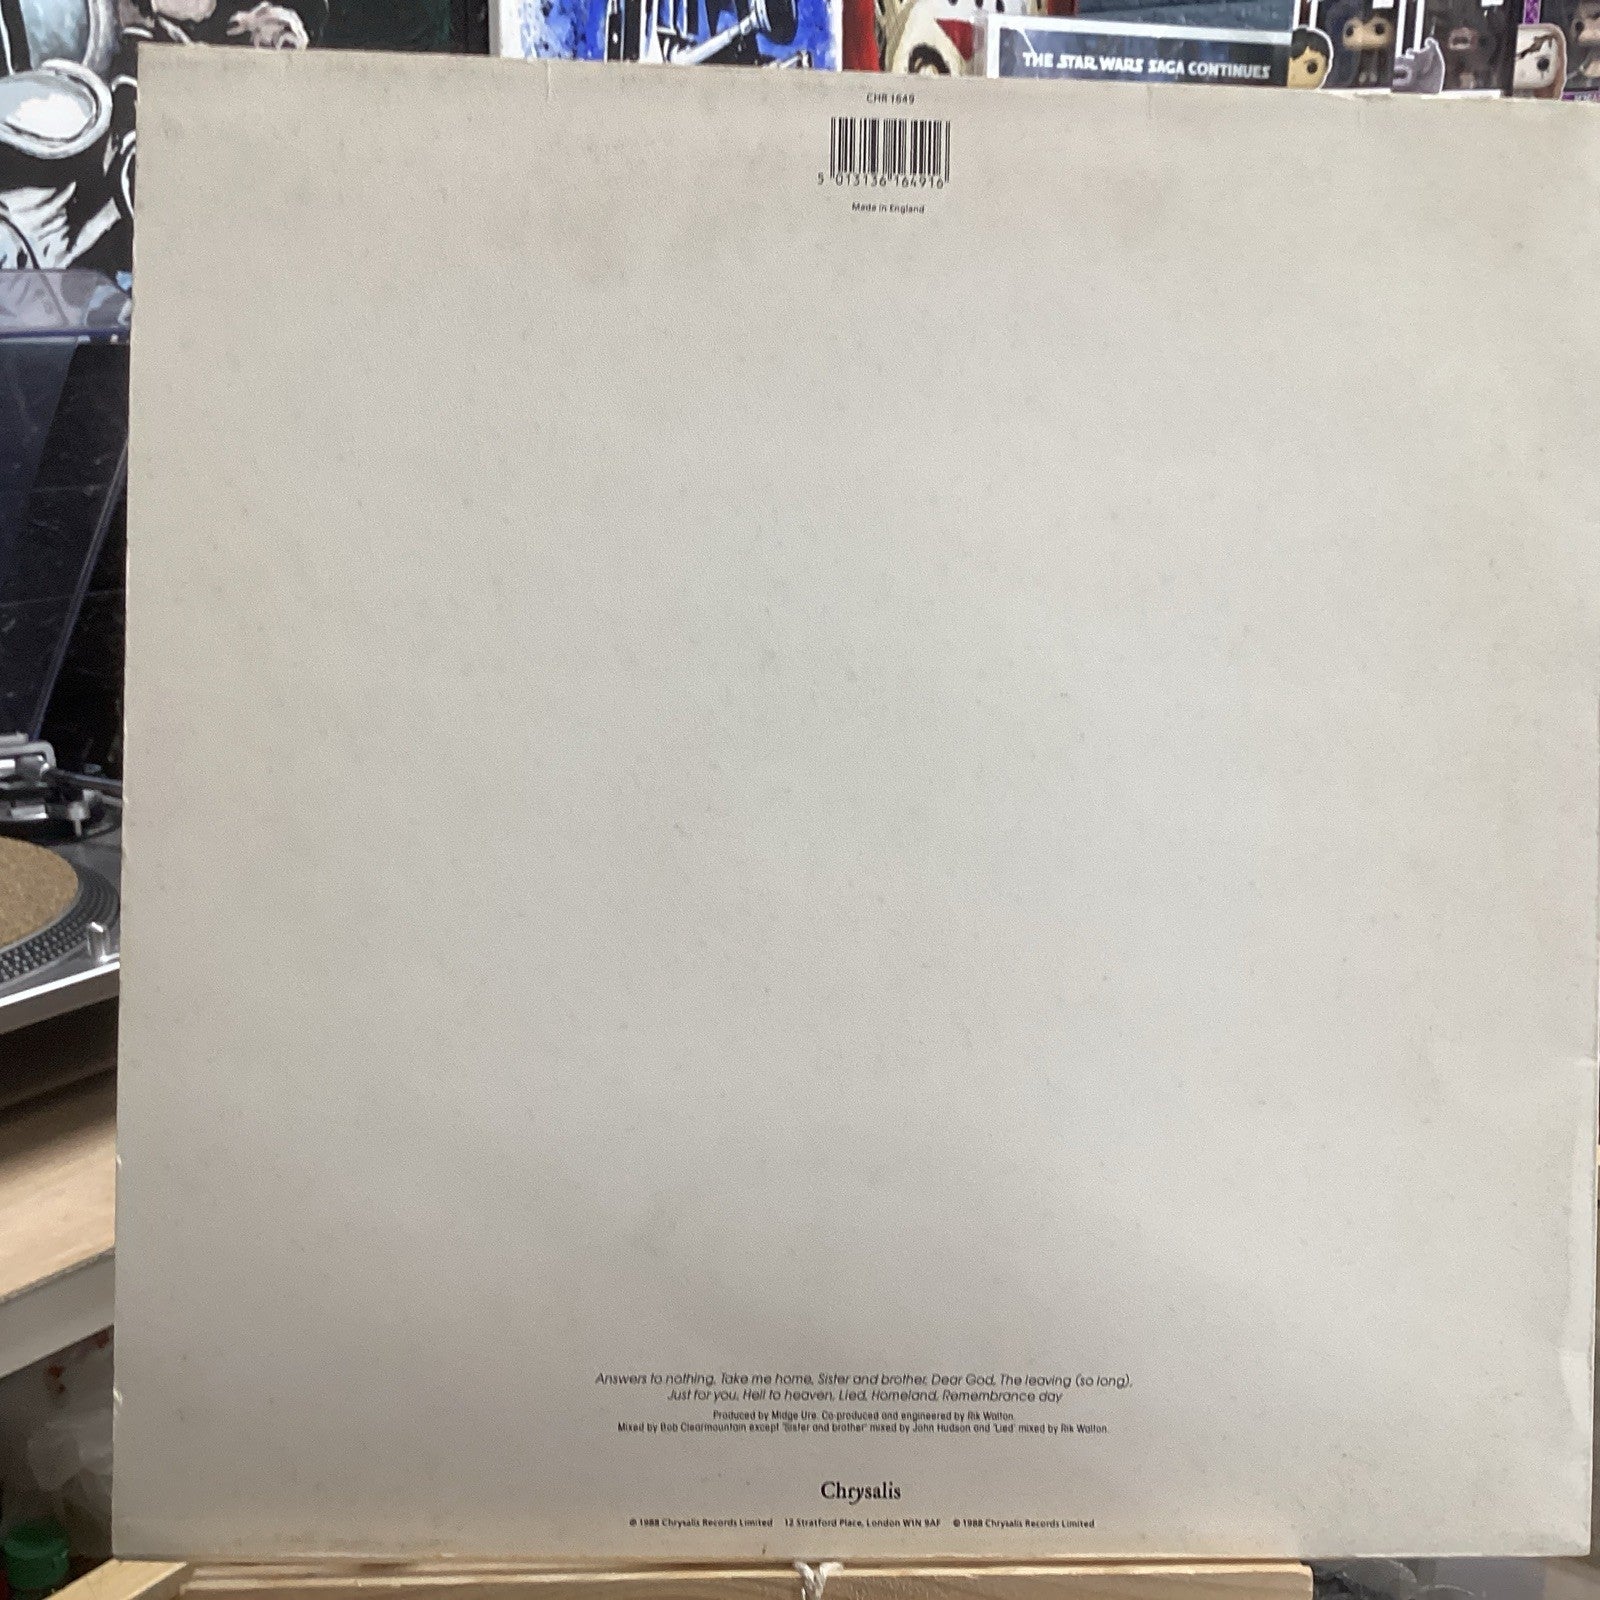 THE STAR WARS SAGA CONTINUES
CHR 1649
5 013136 164916
Made in England
Answers to nothing, Take me home, Sister and brother, Dear God, The leaving (so long),
Just for you, Hell to heaven, Lied, Homeland, Remembrance day
Produced by Midge Ure. Co-produced and engineered by Rik Walton.
Mixed by Bob Clearmountain except 'Sister and brother' mixed by John Hudson and 'Lied' mixed by Rik Walton.
Chrysalis
℗ 1988 Chrysalis Records Limited 12 Stratford Place, London W1N 9AF © 1988 Chrysalis Records Limited